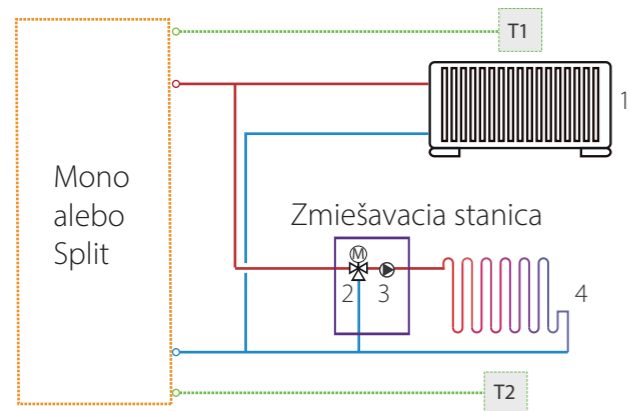 T1
1
Mono
alebo
Split
Zmiešavacia stanica
M
2 3
4
T2